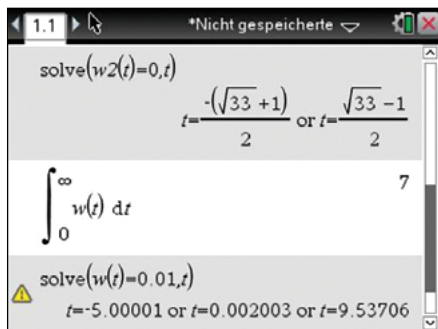 1.1 *Nicht gespeicherte
solve(w2(t)=0,t)
t=-(√33+1)/2 or t=(√33-1)/2
∫₀^∞ w(t) dt 7
solve(w(t)=0.01,t)
t=-5.00001 or t=0.002003 or t=9.53706